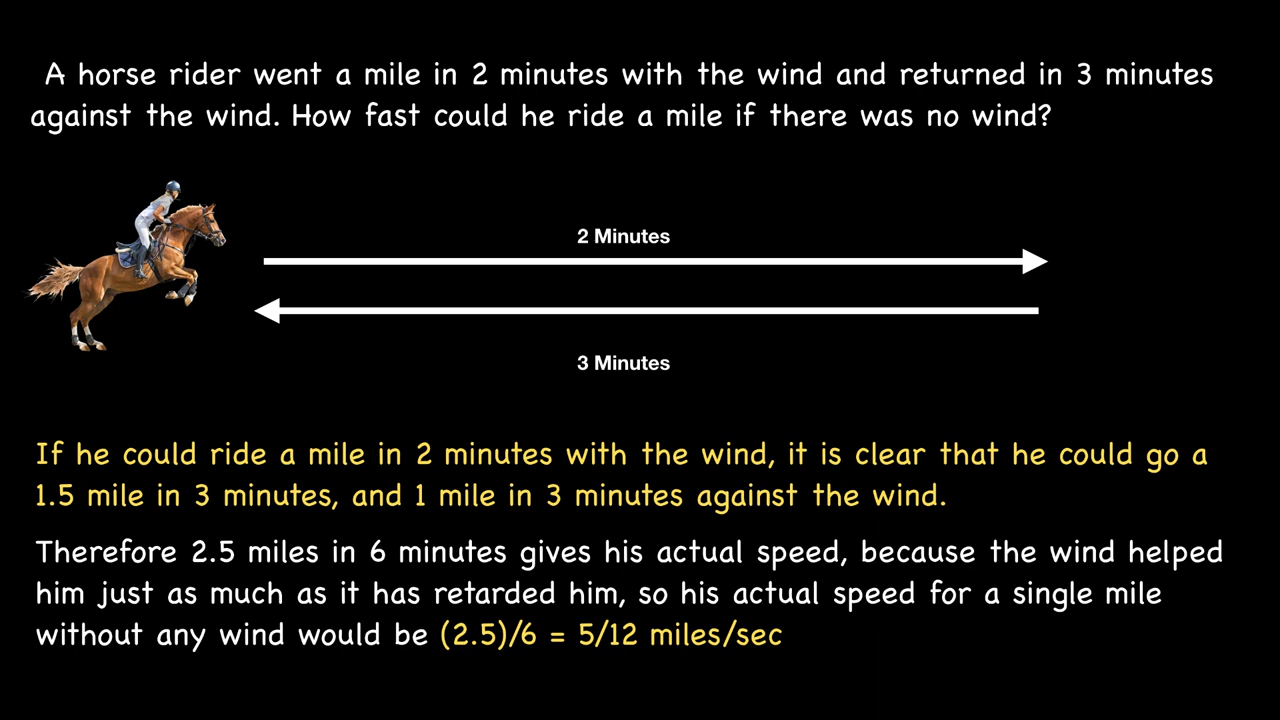 A horse rider went a mile in 2 minutes with the wind and returned in 3 minutes
against the wind. How fast could he ride a mile if there was no wind?
2 Minutes
3 Minutes
If he could ride a mile in 2 minutes with the wind, it is clear that he could go a
1.5 mile in 3 minutes, and 1 mile in 3 minutes against the wind.
Therefore 2.5 miles in 6 minutes gives his actual speed, because the wind helped
him just as much as it has retarded him, so his actual speed for a single mile
without any wind would be (2.5)/6 = 5/12 miles/sec